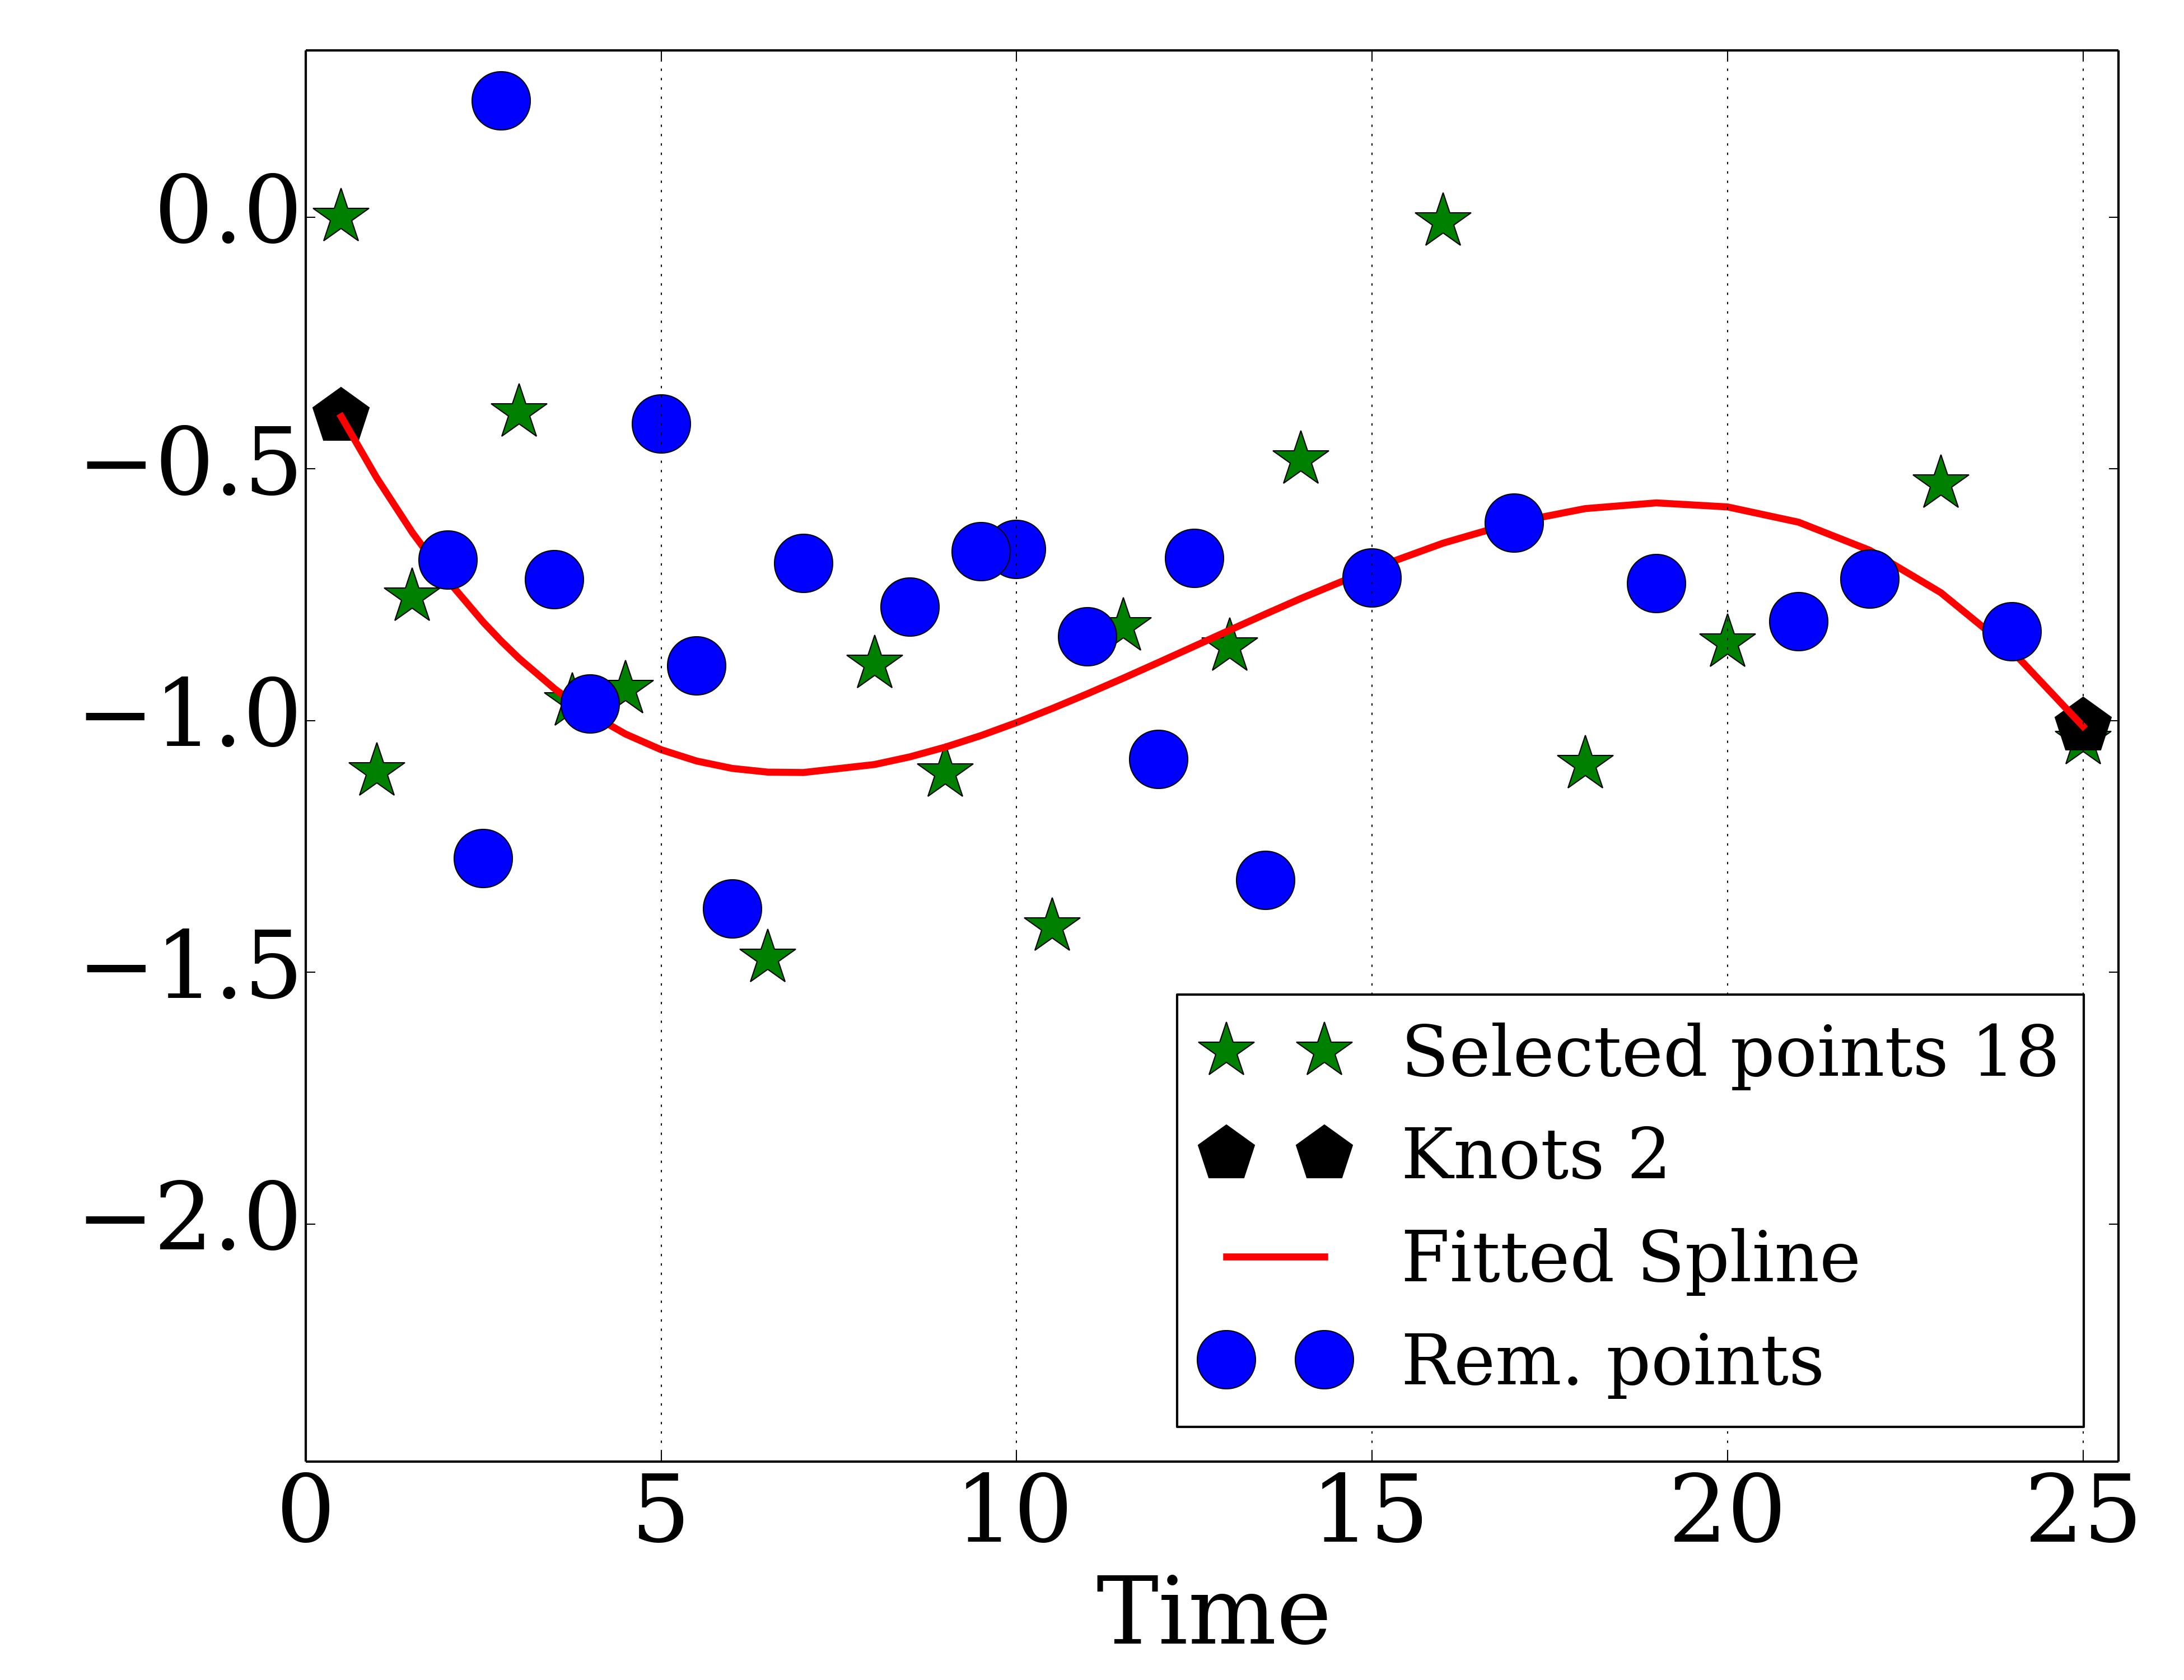 0.0
−0.5
−1.0
−1.5
−2.0
Selected points 18
Knots 2
Fitted Spline
Rem. points
0 5 10 15 20 25
Time